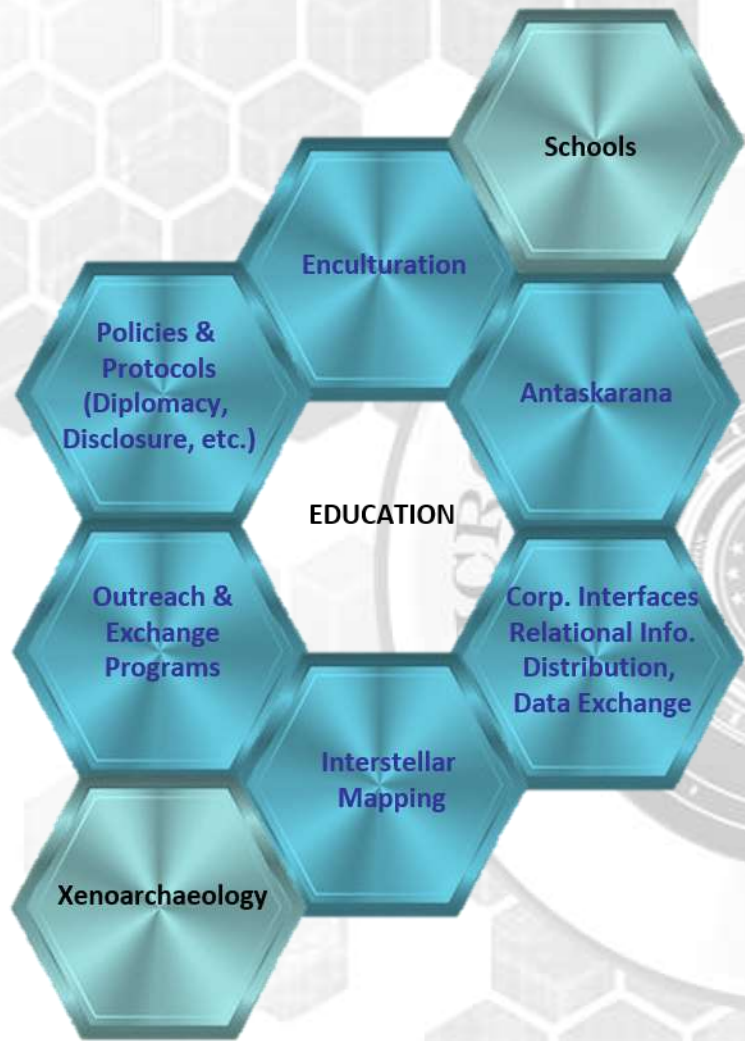 Schools
Enculturation
Policies &
Protocols
(Diplomacy,
Disclosure, etc.)
Antaskarana
EDUCATION
Outreach &
Exchange
Programs
Corp. Interfaces
Relational Info.
Distribution,
Data Exchange
Interstellar
Mapping
Xenoarchaeology